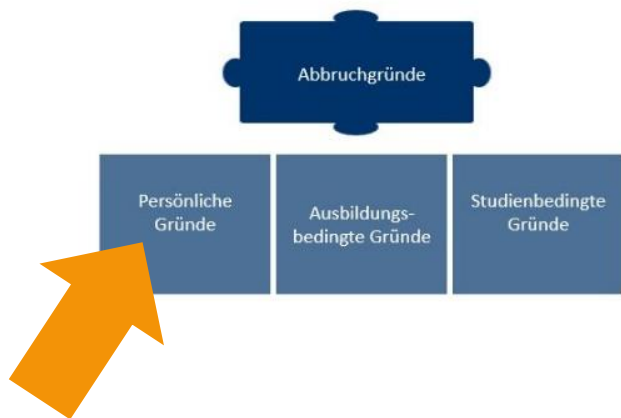 Abbruchgründe
Persönliche
Gründe
Ausbildungs-
bedingte Gründe
Studienbedingte
Gründe